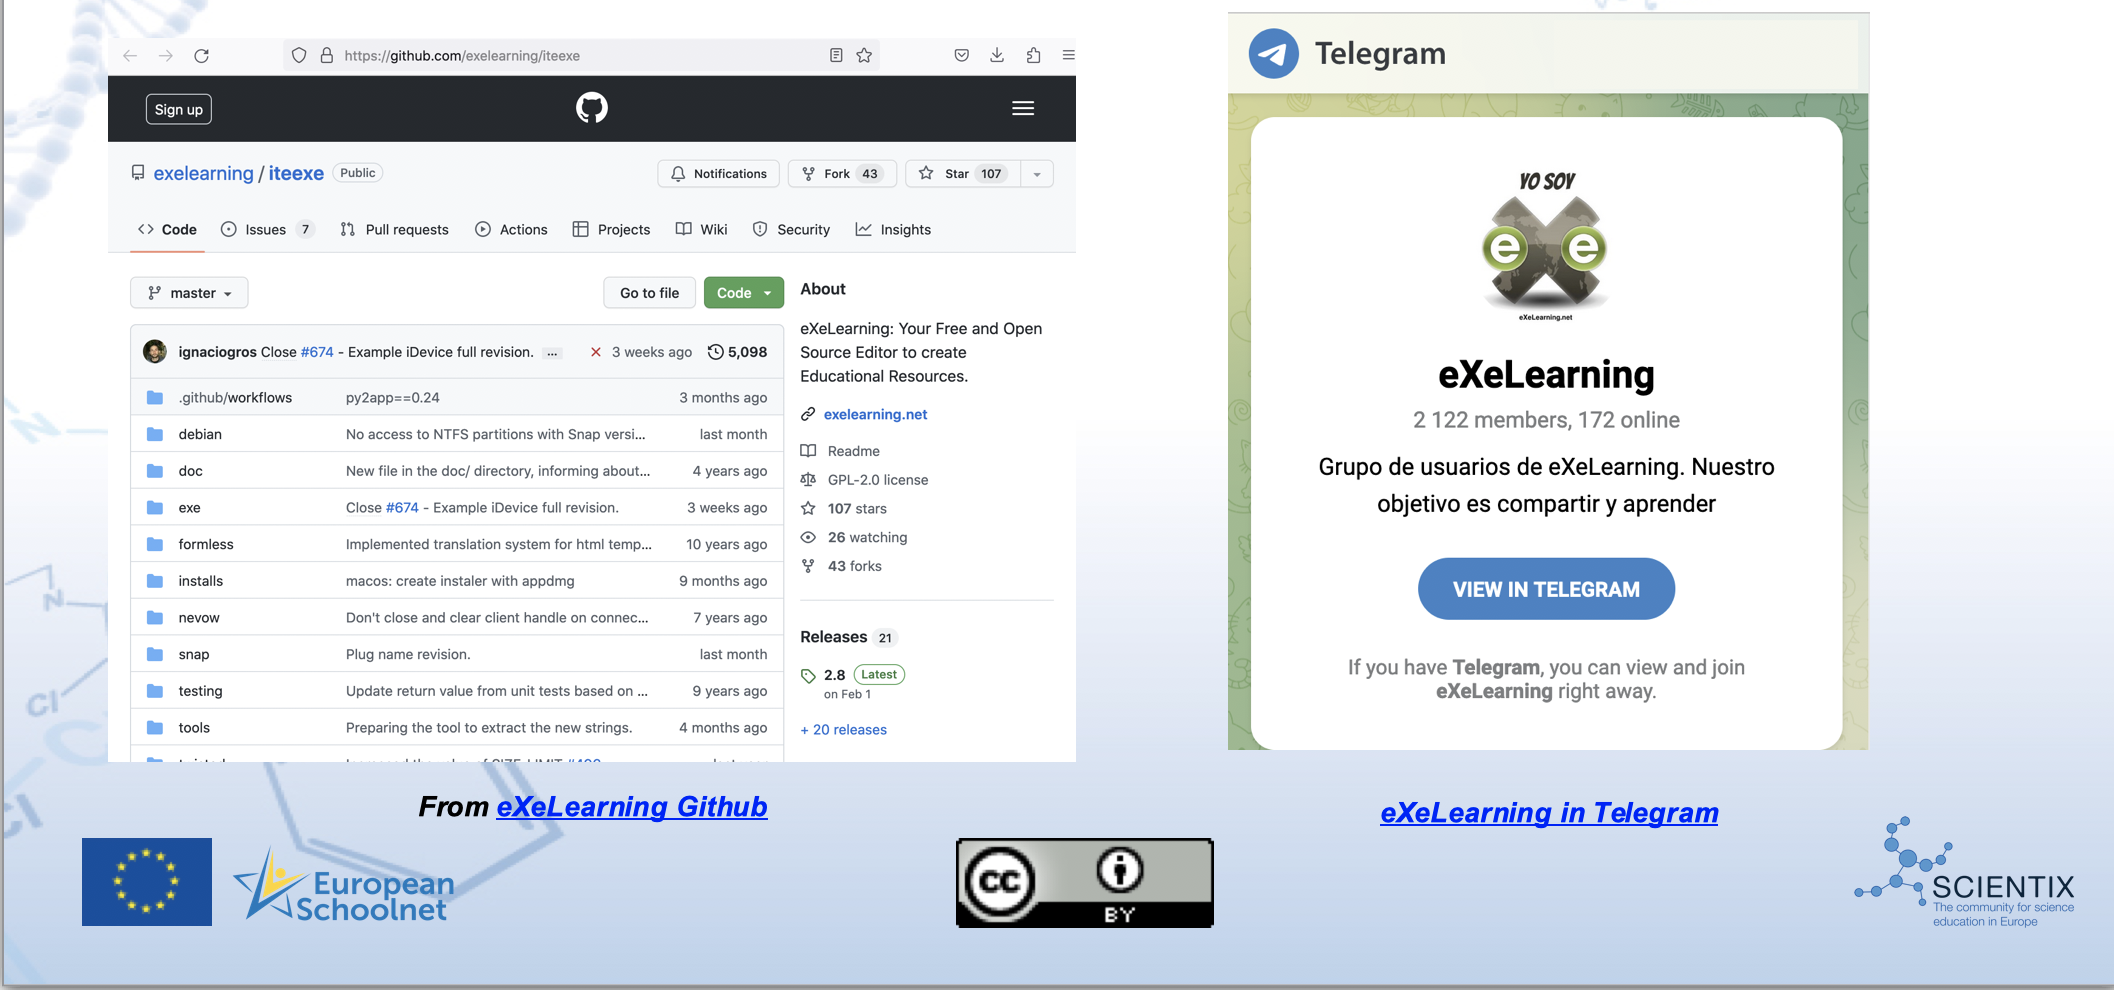 https://github.com/exelearning/iteexe
Sign up
exelearning / iteexe Public
Notifications Fork 43 Star 107
Code Issues 7 Pull requests Actions Projects Wiki Security Insights
master Go to file Code
ignaciogros Close #674 - Example iDevice full revision. ... 3 weeks ago 5,098
.github/workflows py2app==0.24 3 months ago
debian No access to NTFS partitions with Snap versi... last month
doc New file in the doc/ directory, informing about... 4 years ago
exe Close #674 - Example iDevice full revision. 3 weeks ago
formless Implemented translation system for html temp... 10 years ago
installs macos: create instaler with appdmg 9 months ago
nevow Don't close and clear client handle on connec... 7 years ago
snap Plug name revision. last month
testing Update return value from unit tests based on ... 9 years ago
tools Preparing the tool to extract the new strings. 4 months ago
About
eXeLearning: Your Free and Open
Source Editor to create
Educational Resources.
exelearning.net
Readme
GPL-2.0 license
107 stars
26 watching
43 forks
Releases 21
2.8 Latest
on Feb 1
+ 20 releases
From eXeLearning Github
Telegram
YO SOY
eXe
eXeLearning.net
eXeLearning
2 122 members, 172 online
Grupo de usuarios de eXeLearning. Nuestro
objetivo es compartir y aprender
VIEW IN TELEGRAM
If you have Telegram, you can view and join
eXeLearning right away.
eXeLearning in Telegram
European
Schoolnet
cc
BY
SCIENTIX
The community for science
education in Europe
N
N
Cl
Cl